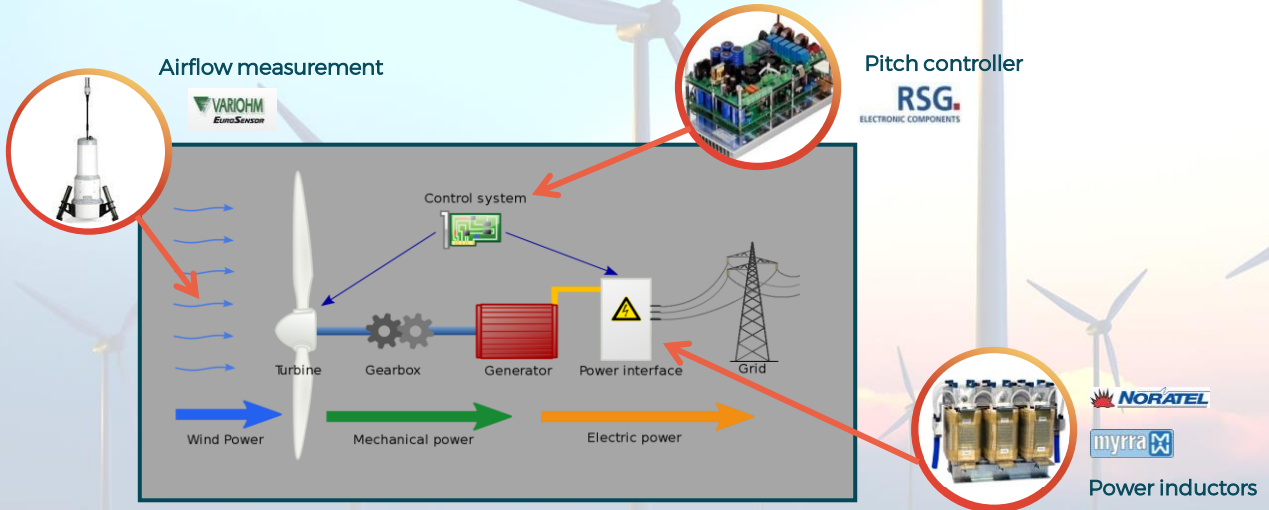 Airflow measurement
VARIOHM
EUROSENSOR
Pitch controller
RSG.
ELECTRONIC COMPONENTS
Control system
Turbine
Gearbox
Generator
Power interface
Grid
Wind Power
Mechanical power
Electric power
NORATEL
myrra
Power inductors